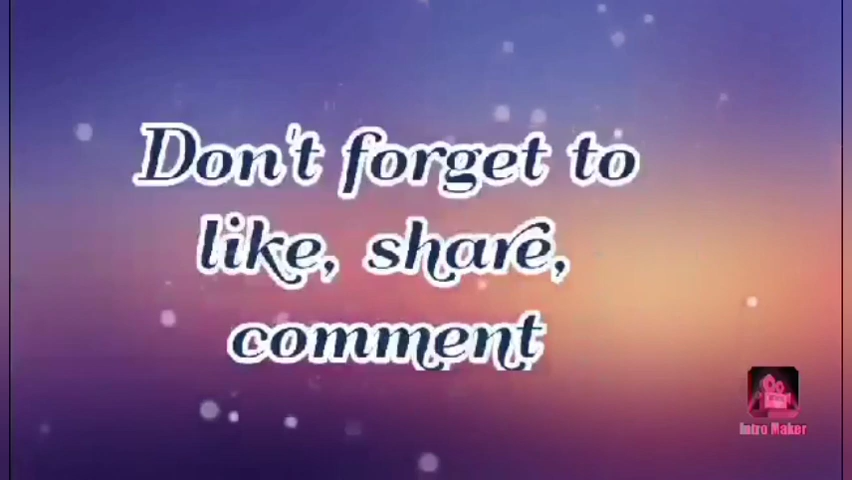 Don't forget to
like, share,
comment
Intro Maker